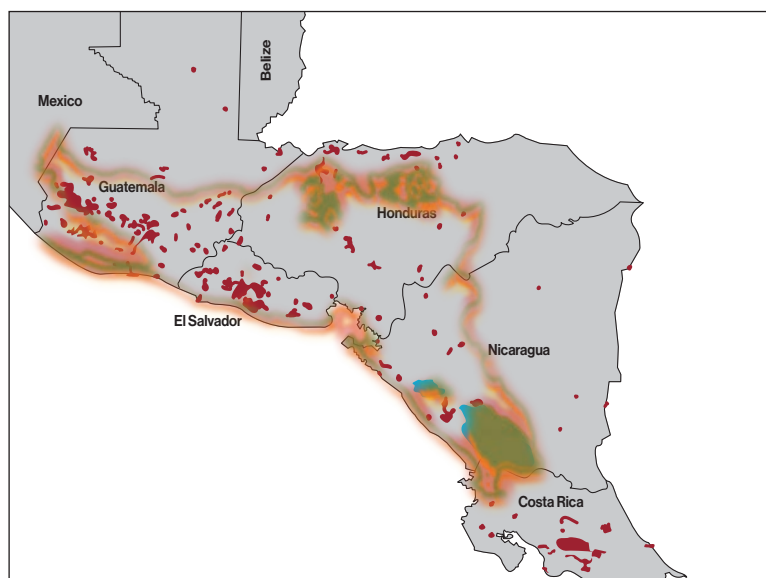 Belize
Mexico
Guatemala
Honduras
El Salvador
Nicaragua
Costa Rica